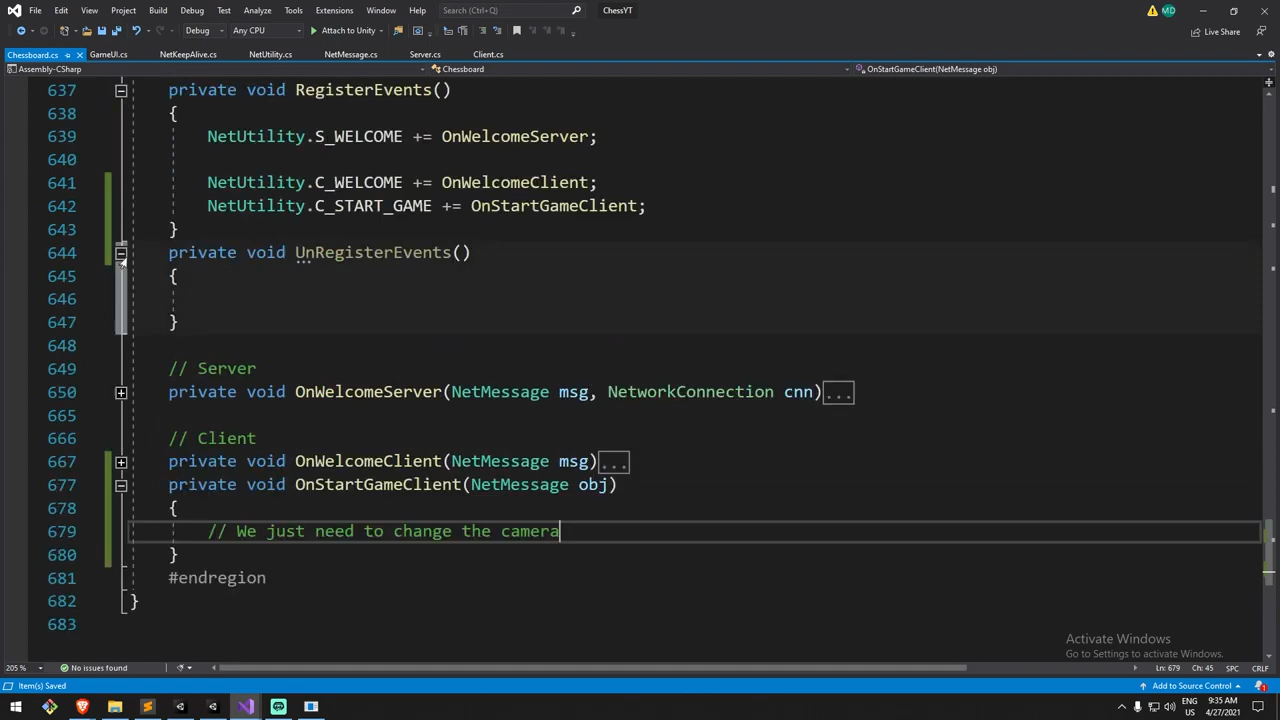 File Edit View Project Build Debug Test Analyze Tools Extensions Window Help Search (Ctrl+Q) ChessYT MD
Debug Any CPU Attach to Unity Live Share
Chessboard.cs GameUI.cs NetKeepAlive.cs NetUtility.cs NetMessage.cs Server.cs Client.cs
Assembly-CSharp Chessboard OnStartGameClient(NetMessage obj)
637 private void RegisterEvents()
638 {
639 NetUtility.S_WELCOME += OnWelcomeServer;
640
641 NetUtility.C_WELCOME += OnWelcomeClient;
642 NetUtility.C_START_GAME += OnStartGameClient;
643 }
644 private void UnRegisterEvents()
645 {
646
647 }
648
649 // Server
650 private void OnWelcomeServer(NetMessage msg, NetworkConnection cnn)...
665
666 // Client
667 private void OnWelcomeClient(NetMessage msg)...
677 private void OnStartGameClient(NetMessage obj)
678 {
679 // We just need to change the camera
680 }
681 #endregion
682 }
683
Activate Windows
Go to Settings to activate Windows.
205 % No issues found Ln: 679 Ch: 45 SPC CRLF
Item(s) Saved Add to Source Control 1
ENG 9:35 AM
US 4/27/2021